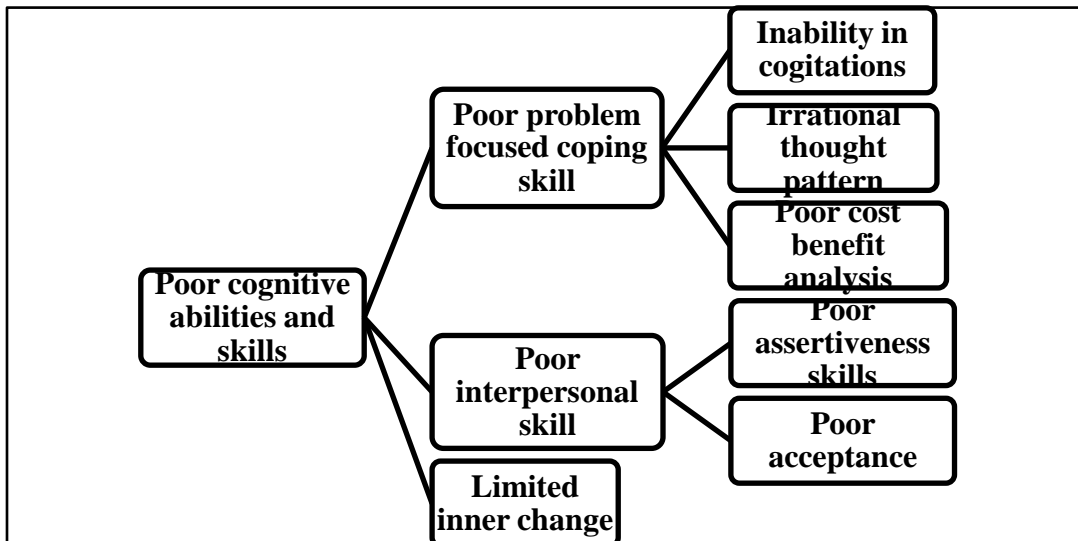 Poor cognitive
abilities and
skills
Poor problem
focused coping
skill
Inability in
cogitations
Irrational
thought
pattern
Poor cost
benefit
analysis
Poor
interpersonal
skill
Poor
assertiveness
skills
Poor
acceptance
Limited
inner change